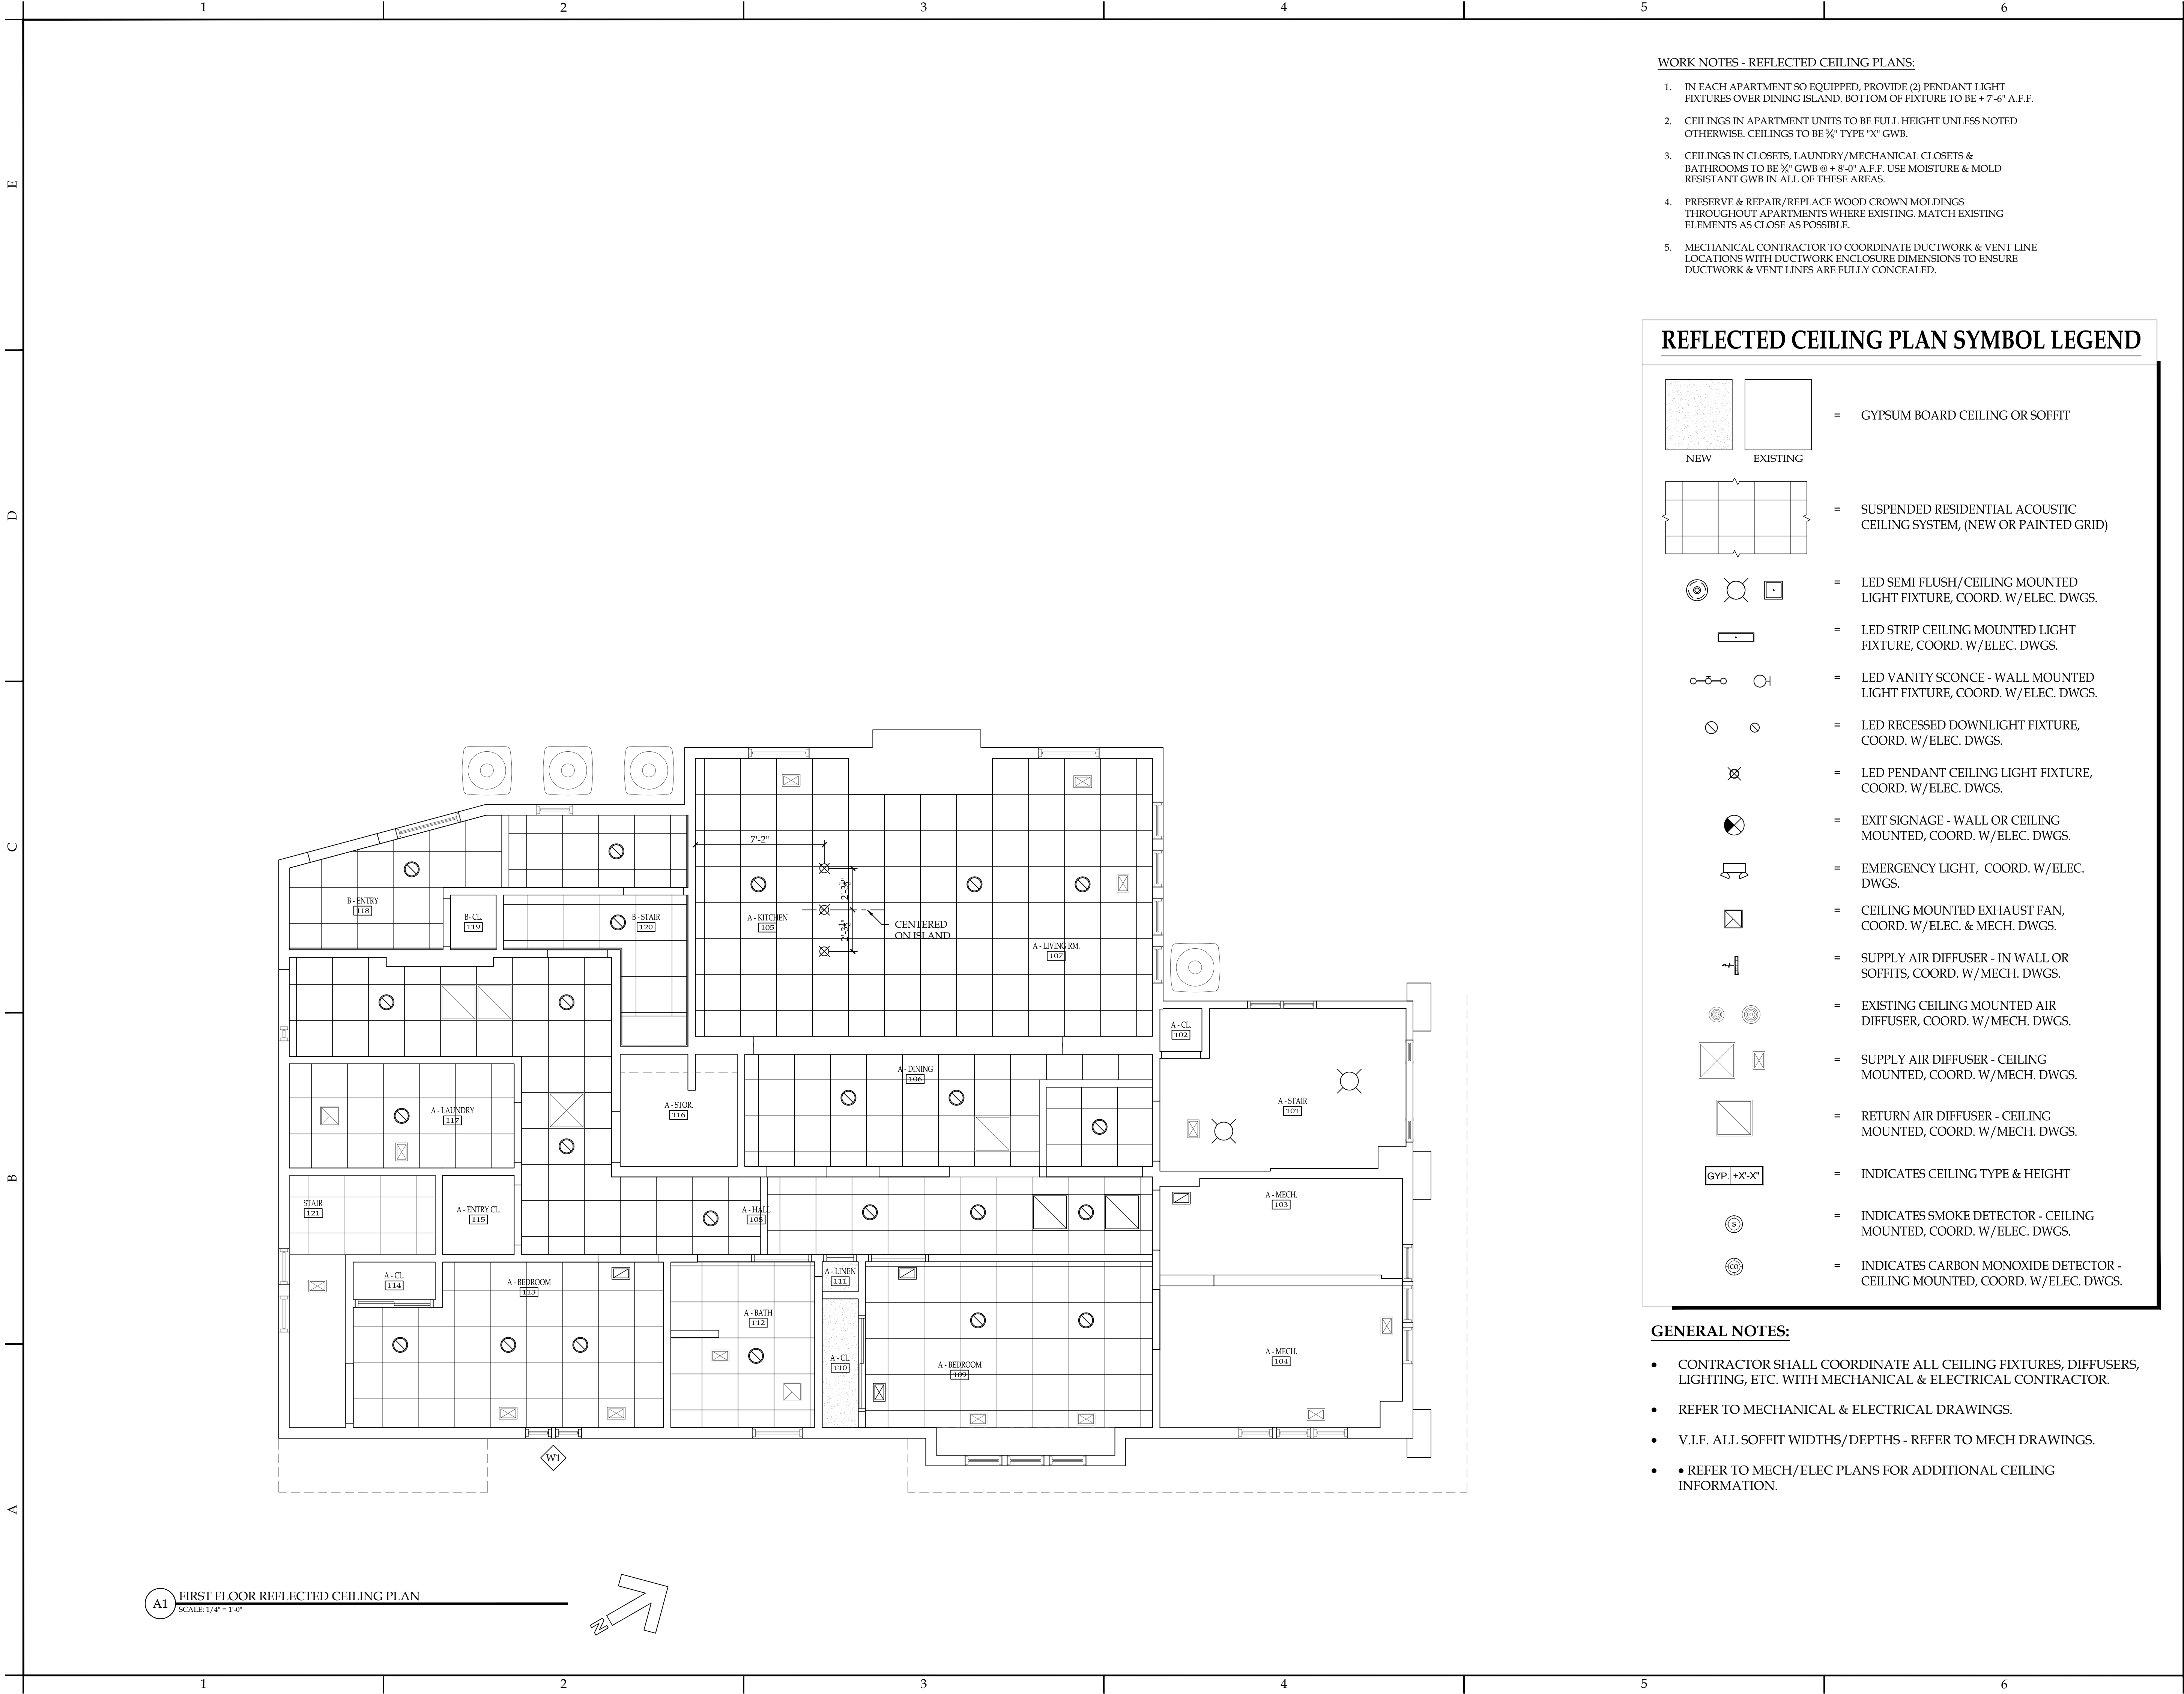 1 2 3 4 5 6
WORK NOTES - REFLECTED CEILING PLANS:
1. IN EACH APARTMENT SO EQUIPPED, PROVIDE (2) PENDANT LIGHT
FIXTURES OVER DINING ISLAND. BOTTOM OF FIXTURE TO BE + 7'-6" A.F.F.
2. CEILINGS IN APARTMENT UNITS TO BE FULL HEIGHT UNLESS NOTED
OTHERWISE. CEILINGS TO BE ⅝" TYPE "X" GWB.
3. CEILINGS IN CLOSETS, LAUNDRY/MECHANICAL CLOSETS &
BATHROOMS TO BE ⅝" GWB @ + 8'-0" A.F.F. USE MOISTURE & MOLD
RESISTANT GWB IN ALL OF THESE AREAS.
4. PRESERVE & REPAIR/REPLACE WOOD CROWN MOLDINGS
THROUGHOUT APARTMENTS WHERE EXISTING. MATCH EXISTING
ELEMENTS AS CLOSE AS POSSIBLE.
5. MECHANICAL CONTRACTOR TO COORDINATE DUCTWORK & VENT LINE
LOCATIONS WITH DUCTWORK ENCLOSURE DIMENSIONS TO ENSURE
DUCTWORK & VENT LINES ARE FULLY CONCEALED.
E
D
C
B
A
REFLECTED CEILING PLAN SYMBOL LEGEND
= GYPSUM BOARD CEILING OR SOFFIT
NEW EXISTING
= SUSPENDED RESIDENTIAL ACOUSTIC
CEILING SYSTEM, (NEW OR PAINTED GRID)
= LED SEMI FLUSH/CEILING MOUNTED
LIGHT FIXTURE, COORD. W/ELEC. DWGS.
= LED STRIP CEILING MOUNTED LIGHT
FIXTURE, COORD. W/ELEC. DWGS.
= LED VANITY SCONCE - WALL MOUNTED
LIGHT FIXTURE, COORD. W/ELEC. DWGS.
= LED RECESSED DOWNLIGHT FIXTURE,
COORD. W/ELEC. DWGS.
= LED PENDANT CEILING LIGHT FIXTURE,
COORD. W/ELEC. DWGS.
= EXIT SIGNAGE - WALL OR CEILING
MOUNTED, COORD. W/ELEC. DWGS.
= EMERGENCY LIGHT, COORD. W/ELEC.
DWGS.
= CEILING MOUNTED EXHAUST FAN,
COORD. W/ELEC. & MECH. DWGS.
= SUPPLY AIR DIFFUSER - IN WALL OR
SOFFITS, COORD. W/MECH. DWGS.
= EXISTING CEILING MOUNTED AIR
DIFFUSER, COORD. W/MECH. DWGS.
= SUPPLY AIR DIFFUSER - CEILING
MOUNTED, COORD. W/MECH. DWGS.
= RETURN AIR DIFFUSER - CEILING
MOUNTED, COORD. W/MECH. DWGS.
GYP. +X'-X" = INDICATES CEILING TYPE & HEIGHT
S = INDICATES SMOKE DETECTOR - CEILING
MOUNTED, COORD. W/ELEC. DWGS.
CO = INDICATES CARBON MONOXIDE DETECTOR -
CEILING MOUNTED, COORD. W/ELEC. DWGS.
GENERAL NOTES:
• CONTRACTOR SHALL COORDINATE ALL CEILING FIXTURES, DIFFUSERS,
LIGHTING, ETC. WITH MECHANICAL & ELECTRICAL CONTRACTOR.
• REFER TO MECHANICAL & ELECTRICAL DRAWINGS.
• V.I.F. ALL SOFFIT WIDTHS/DEPTHS - REFER TO MECH DRAWINGS.
• • REFER TO MECH/ELEC PLANS FOR ADDITIONAL CEILING
INFORMATION.
7'-2"
2'-3½"
2'-3½"
CENTERED
ON ISLAND
B - ENTRY
118
B- CL.
119
B - STAIR
120
A - KITCHEN
105
A - LIVING RM.
107
A - CL.
102
A - STAIR
101
A - DINING
106
A - STOR.
116
A - LAUNDRY
117
STAIR
121
A - ENTRY CL.
115
A - HALL
108
A - MECH.
103
A - CL.
114
A - BEDROOM
113
A - LINEN
111
A - BATH
112
A - CL.
110
A - BEDROOM
109
A - MECH.
104
W1
A1
FIRST FLOOR REFLECTED CEILING PLAN
SCALE: 1/4" = 1'-0"
N
1 2 3 4 5 6